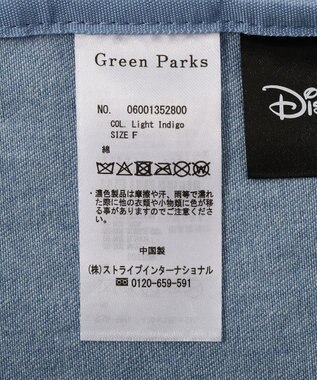 Green Parks
NO. 06001352800
COL. Light Indigo
SIZE F
綿
・濃色製品は摩擦や汗、雨等で濡れ
た際に他の衣類や小物類に色が移
る事がありますのでご注意くださ
い。
中国製
(株)ストライプインターナショナル
0120-659-591
Dis